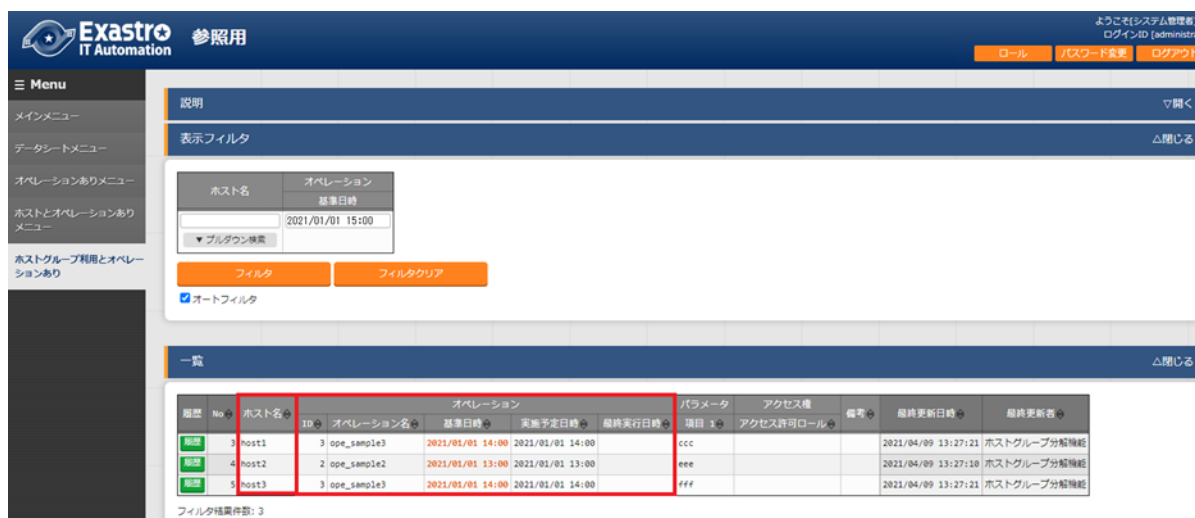 Exastro
IT Automation
参照用
ようこそ[システム管理者
ログインID [administra
ロール
パスワード変更
ログアウト
☰ Menu
メインメニュー
データシートメニュー
オペレーションありメニュー
ホストとオペレーションあり
メニュー
ホストグループ利用とオペレー
ションあり
説明
▽開く
表示フィルタ
△閉じる
ホスト名
オペレーション
基準日時
2021/01/01 15:00
▼ プルダウン検索
フィルタ
フィルタクリア
オートフィルタ
一覧
△閉じる
履歴 No ホスト名 オペレーション パラメータ アクセス権 備考 最終更新日時 最終更新者
ID オペレーション名 基準日時 実施予定日時 最終実行日時 項目 1 アクセス許可ロール
履歴 3 host1 3 ope_sample3 2021/01/01 14:00 2021/01/01 14:00 ccc 2021/04/09 13:27:21 ホストグループ分解機能
履歴 4 host2 2 ope_sample2 2021/01/01 13:00 2021/01/01 13:00 eee 2021/04/09 13:27:10 ホストグループ分解機能
履歴 5 host3 3 ope_sample3 2021/01/01 14:00 2021/01/01 14:00 fff 2021/04/09 13:27:21 ホストグループ分解機能
フィルタ結果件数: 3